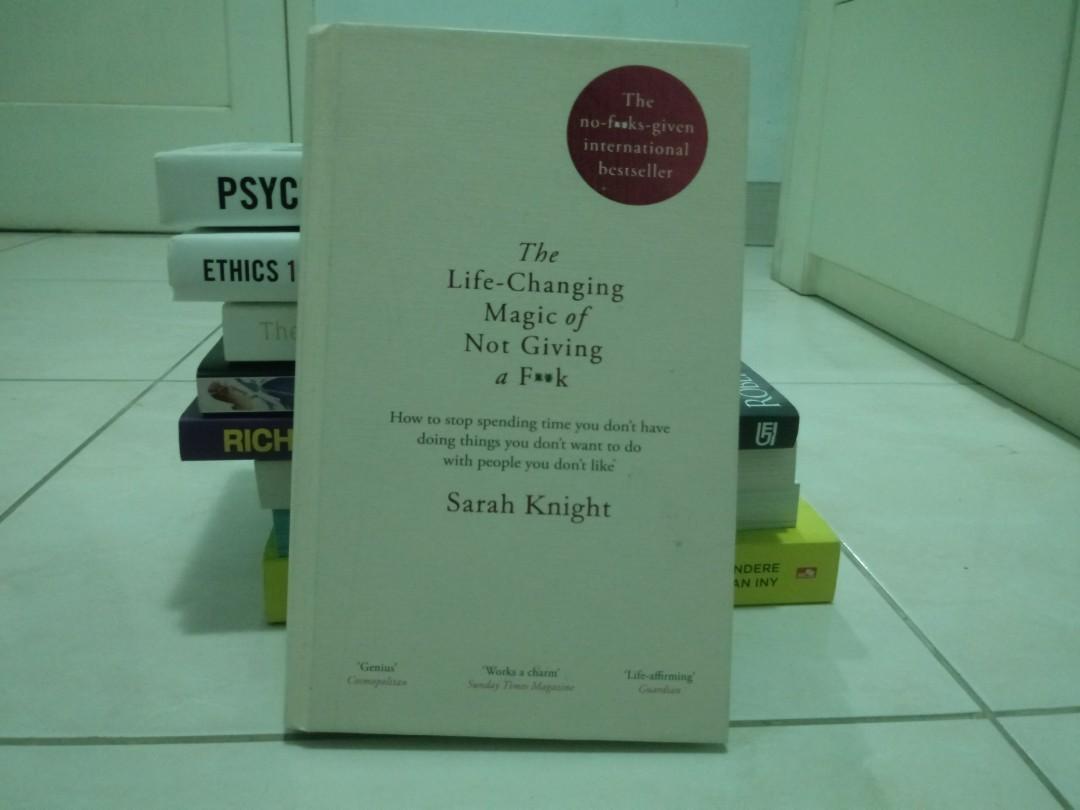 The
no-f**ks-given
international
bestseller
The
Life-Changing
Magic of
Not Giving
a F**k
How to stop spending time you don't have
doing things you don't want to do
with people you don't like
Sarah Knight
'Genius'
Cosmopolitan
'Works a charm'
Sunday Times Magazine
'Life-affirming'
Guardian
PSYC
ETHICS 1
The
RICH
NDERE
AN INY